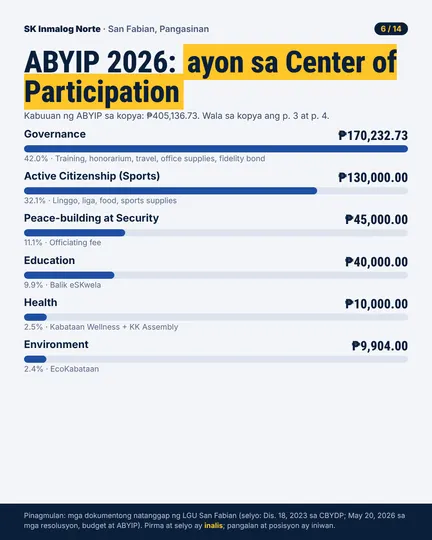 SK Inmalog Norte · San Fabian, Pangasinan
6 / 14
ABYIP 2026: ayon sa Center of
Participation
Kabuuan ng ABYIP sa kopya: ₱405,136.73. Wala sa kopya ang p. 3 at p. 4.
Governance
₱170,232.73
42.0% · Training, honorarium, travel, office supplies, fidelity bond
Active Citizenship (Sports)
₱130,000.00
32.1% · Linggo, liga, food, sports supplies
Peace-building at Security
₱45,000.00
11.1% · Officiating fee
Education
₱40,000.00
9.9% · Balik eSKwela
Health
₱10,000.00
2.5% · Kabataan Wellness + KK Assembly
Environment
₱9,904.00
2.4% · EcoKabataan
Pinagmulan: mga dokumentong natanggap ng LGU San Fabian (selyo: Dis. 18, 2023 sa CBYDP; May 20, 2026 sa
mga resolusyon, budget at ABYIP). Pirma at selyo ay inalis; pangalan at posisyon ay iniwan.